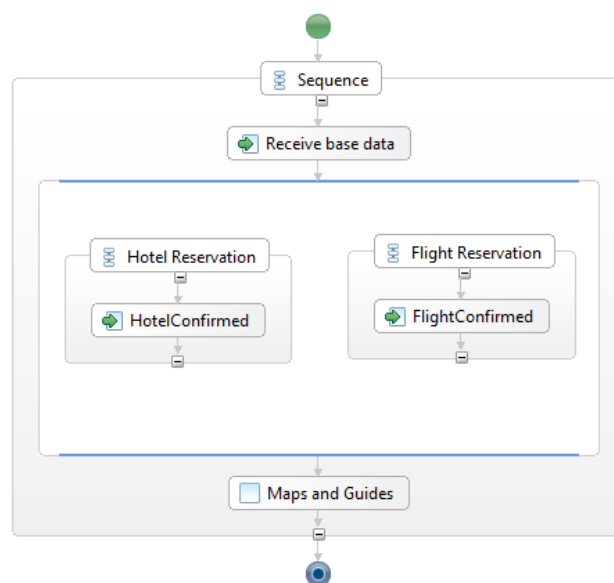 Sequence
Receive base data
Hotel Reservation
Flight Reservation
HotelConfirmed
FlightConfirmed
Maps and Guides